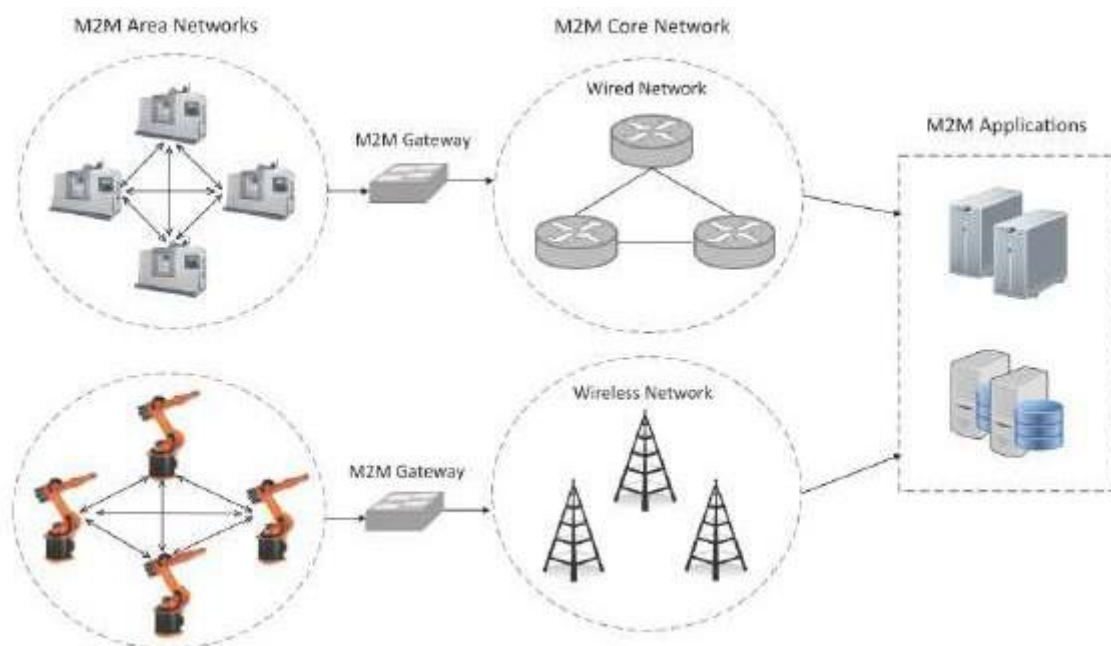 M2M Area Networks
M2M Core Network
Wired Network
M2M Gateway
M2M Applications
Wireless Network
M2M Gateway